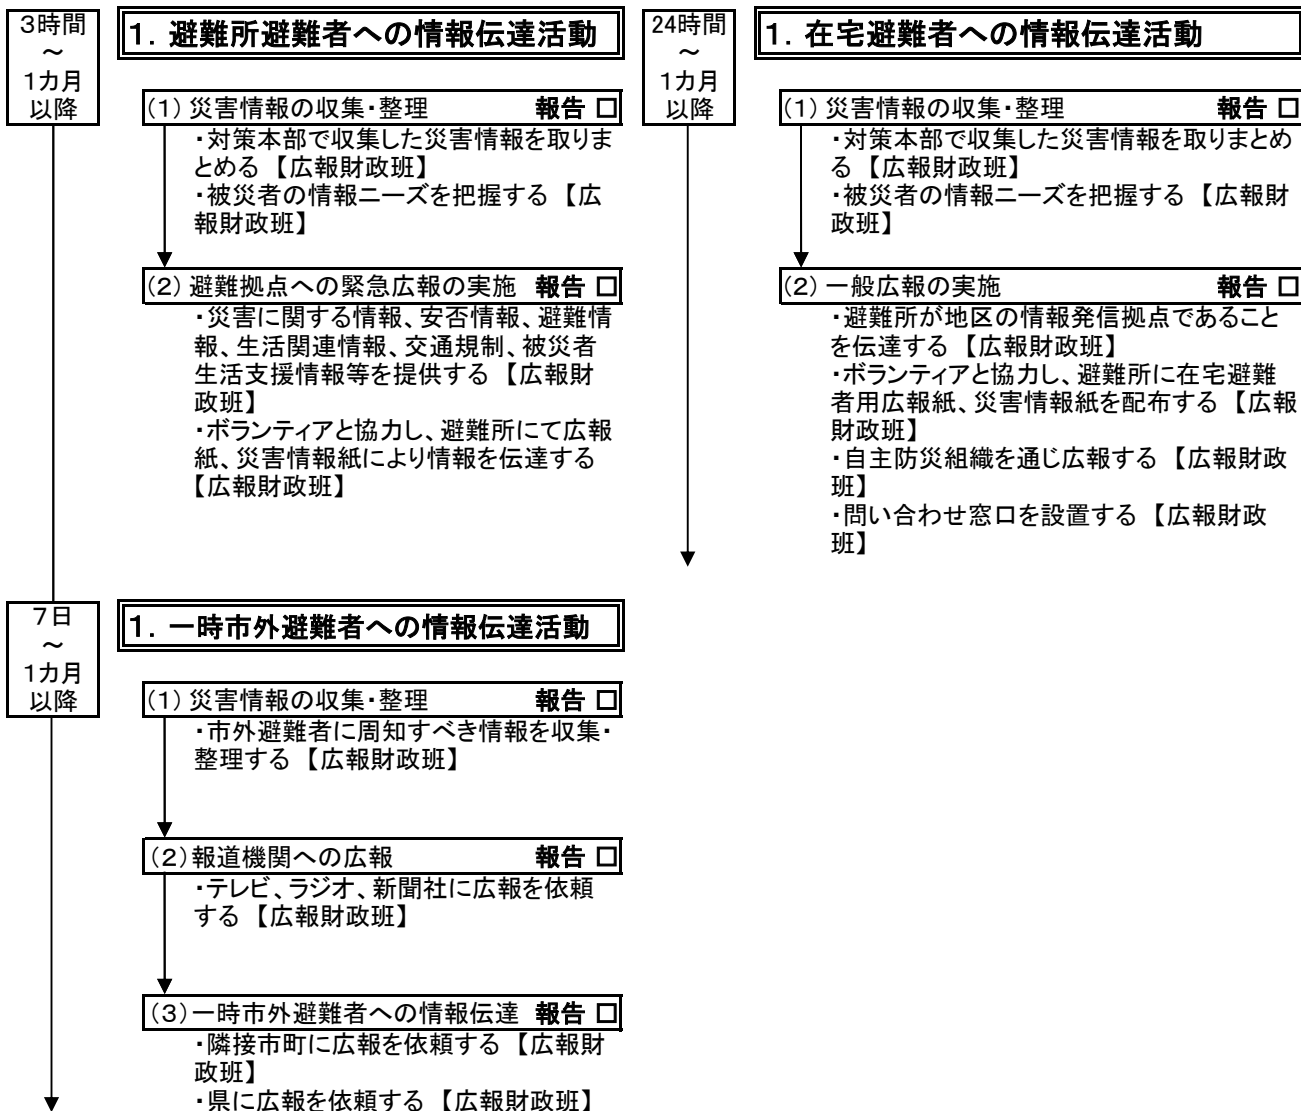 3時間
~
1カ月
以降
1．避難所避難者への情報伝達活動
(1) 災害情報の収集・整理 報告 □
・対策本部で収集した災害情報を取りま
とめる 【広報財政班】
・被災者の情報ニーズを把握する 【広
報財政班】
(2) 避難拠点への緊急広報の実施 報告 □
・災害に関する情報、安否情報、避難情
報、生活関連情報、交通規制、被災者
生活支援情報等を提供する 【広報財
政班】
・ボランティアと協力し、避難所にて広報
紙、災害情報紙により情報を伝達する
【広報財政班】
24時間
~
1カ月
以降
1．在宅避難者への情報伝達活動
(1) 災害情報の収集・整理 報告 □
・対策本部で収集した災害情報を取りまとめ
る 【広報財政班】
・被災者の情報ニーズを把握する 【広報財
政班】
(2) 一般広報の実施 報告 □
・避難所が地区の情報発信拠点であること
を伝達する 【広報財政班】
・ボランティアと協力し、避難所に在宅避難
者用広報紙、災害情報紙を配布する 【広報
財政班】
・自主防災組織を通じ広報する 【広報財政
班】
・問い合わせ窓口を設置する 【広報財政
班】
7日
~
1カ月
以降
1．一時市外避難者への情報伝達活動
(1) 災害情報の収集・整理 報告 □
・市外避難者に周知すべき情報を収集・
整理する 【広報財政班】
(2)報道機関への広報 報告 □
・テレビ、ラジオ、新聞社に広報を依頼
する 【広報財政班】
(3)一時市外避難者への情報伝達 報告 □
・隣接市町に広報を依頼する 【広報財
政班】
・県に広報を依頼する 【広報財政班】